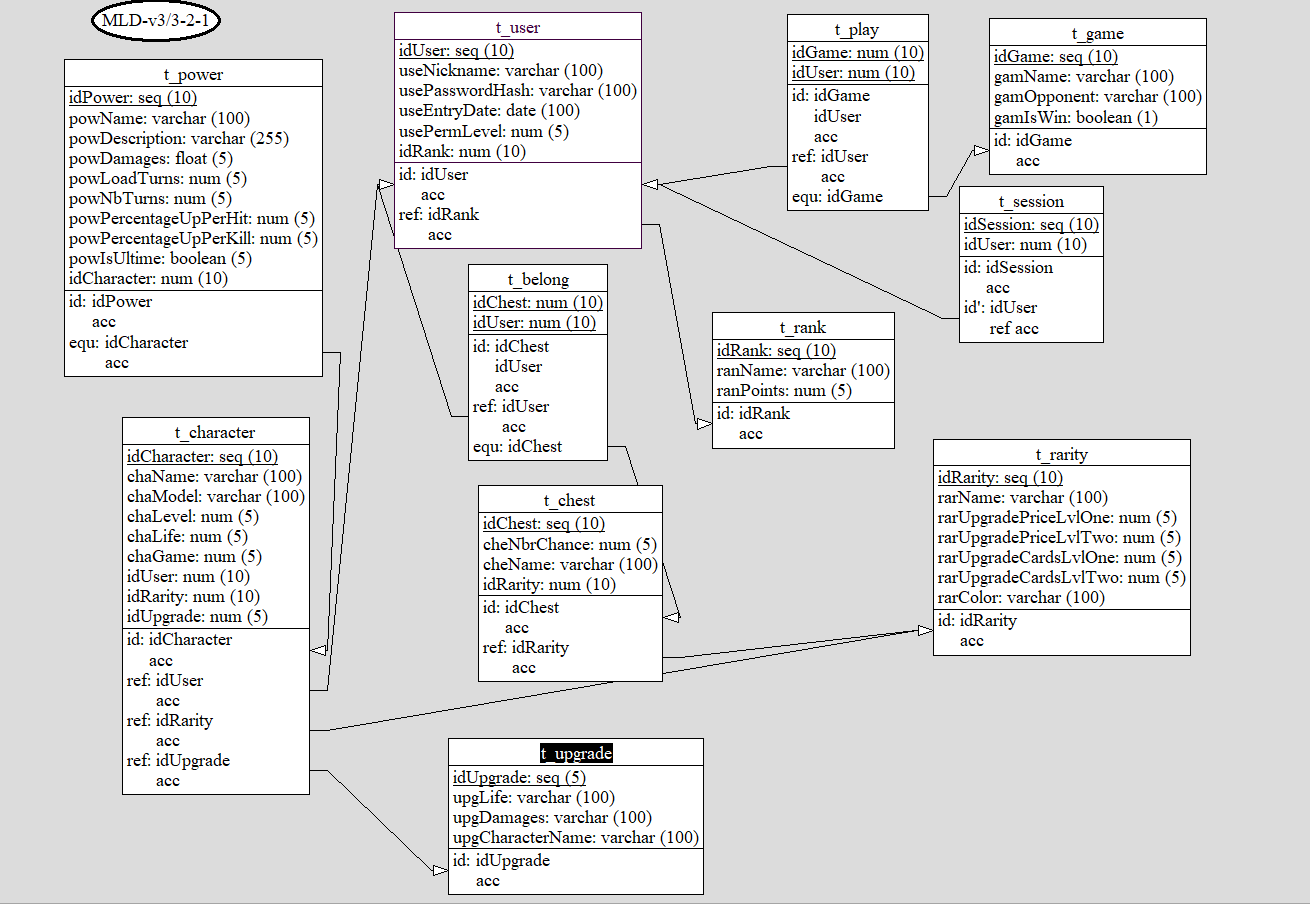 MLD-v3/3-2-1
t_power
idPower: seq (10)
powName: varchar (100)
powDescription: varchar (255)
powDamages: float (5)
powLoadTurns: num (5)
powNbTurns: num (5)
powPercentageUpPerHit: num (5)
powPercentageUpPerKill: num (5)
powIsUltime: boolean (5)
idCharacter: num (10)
id: idPower
acc
equ: idCharacter
acc
t_user
idUser: seq (10)
useNickname: varchar (100)
usePasswordHash: varchar (100)
useEntryDate: date (100)
usePermLevel: num (5)
idRank: num (10)
id: idUser
acc
ref: idRank
acc
t_play
idGame: num (10)
idUser: num (10)
id: idGame
idUser
acc
ref: idUser
acc
equ: idGame
t_game
idGame: seq (10)
gamName: varchar (100)
gamOpponent: varchar (100)
gamIsWin: boolean (1)
id: idGame
acc
t_session
idSession: seq (10)
idUser: num (10)
id: idSession
acc
id': idUser
ref acc
t_belong
idChest: num (10)
idUser: num (10)
id: idChest
idUser
acc
ref: idUser
acc
equ: idChest
t_rank
idRank: seq (10)
ranName: varchar (100)
ranPoints: num (5)
id: idRank
acc
t_character
idCharacter: seq (10)
chaName: varchar (100)
chaModel: varchar (100)
chaLevel: num (5)
chaLife: num (5)
chaGame: num (5)
idUser: num (10)
idRarity: num (10)
idUpgrade: num (5)
id: idCharacter
acc
ref: idUser
acc
ref: idRarity
acc
ref: idUpgrade
acc
t_chest
idChest: seq (10)
cheNbrChance: num (5)
cheName: varchar (100)
idRarity: num (10)
id: idChest
acc
ref: idRarity
acc
t_rarity
idRarity: seq (10)
rarName: varchar (100)
rarUpgradePriceLvlOne: num (5)
rarUpgradePriceLvlTwo: num (5)
rarUpgradeCardsLvlOne: num (5)
rarUpgradeCardsLvlTwo: num (5)
rarColor: varchar (100)
id: idRarity
acc
t_upgrade
idUpgrade: seq (5)
upgLife: varchar (100)
upgDamages: varchar (100)
upgCharacterName: varchar (100)
id: idUpgrade
acc